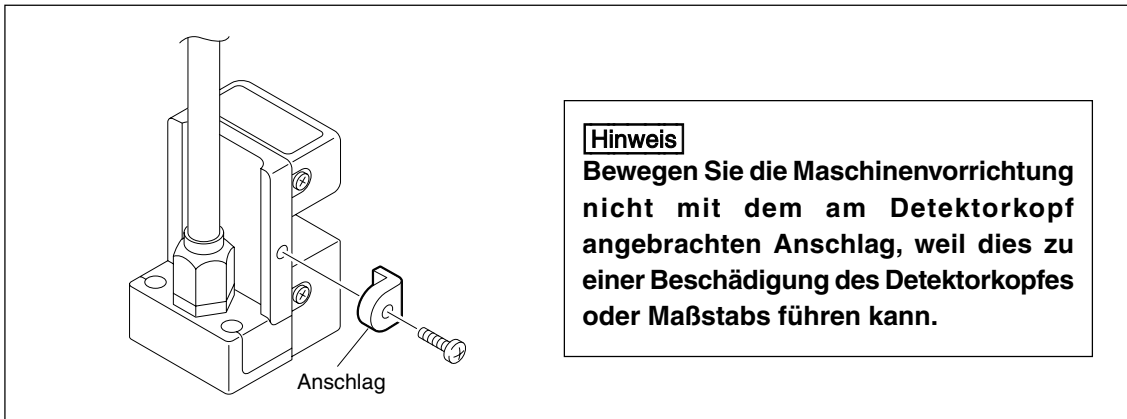 Anschlag
Hinweis
Bewegen Sie die Maschinenvorrichtung
nicht mit dem am Detektorkopf
angebrachten Anschlag, weil dies zu
einer Beschädigung des Detektorkopfes
oder Maßstabs führen kann.